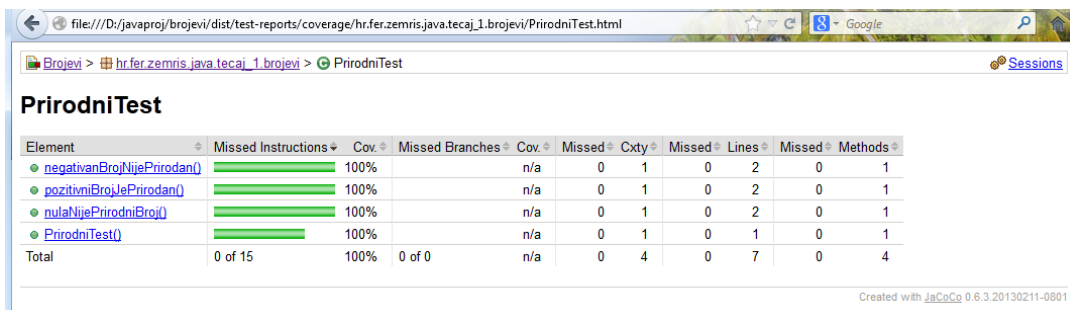 file:///D:/javaproj/brojevi/dist/test-reports/coverage/hr.fer.zemris.java.tecaj_1.brojevi/PrirodniTest.html Google
Brojevi > hr.fer.zemris.java.tecaj_1.brojevi > PrirodniTest Sessions
PrirodniTest
Element Missed Instructions Cov. Missed Branches Cov. Missed Cxty Missed Lines Missed Methods
negativanBrojNijePrirodan() 100% n/a 0 1 0 2 0 1
pozitivniBrojJePrirodan() 100% n/a 0 1 0 2 0 1
nulaNijePrirodniBroj() 100% n/a 0 1 0 2 0 1
PrirodniTest() 100% n/a 0 1 0 1 0 1
Total 0 of 15 100% 0 of 0 n/a 0 4 0 7 0 4
Created with JaCoCo 0.6.3.20130211-0801